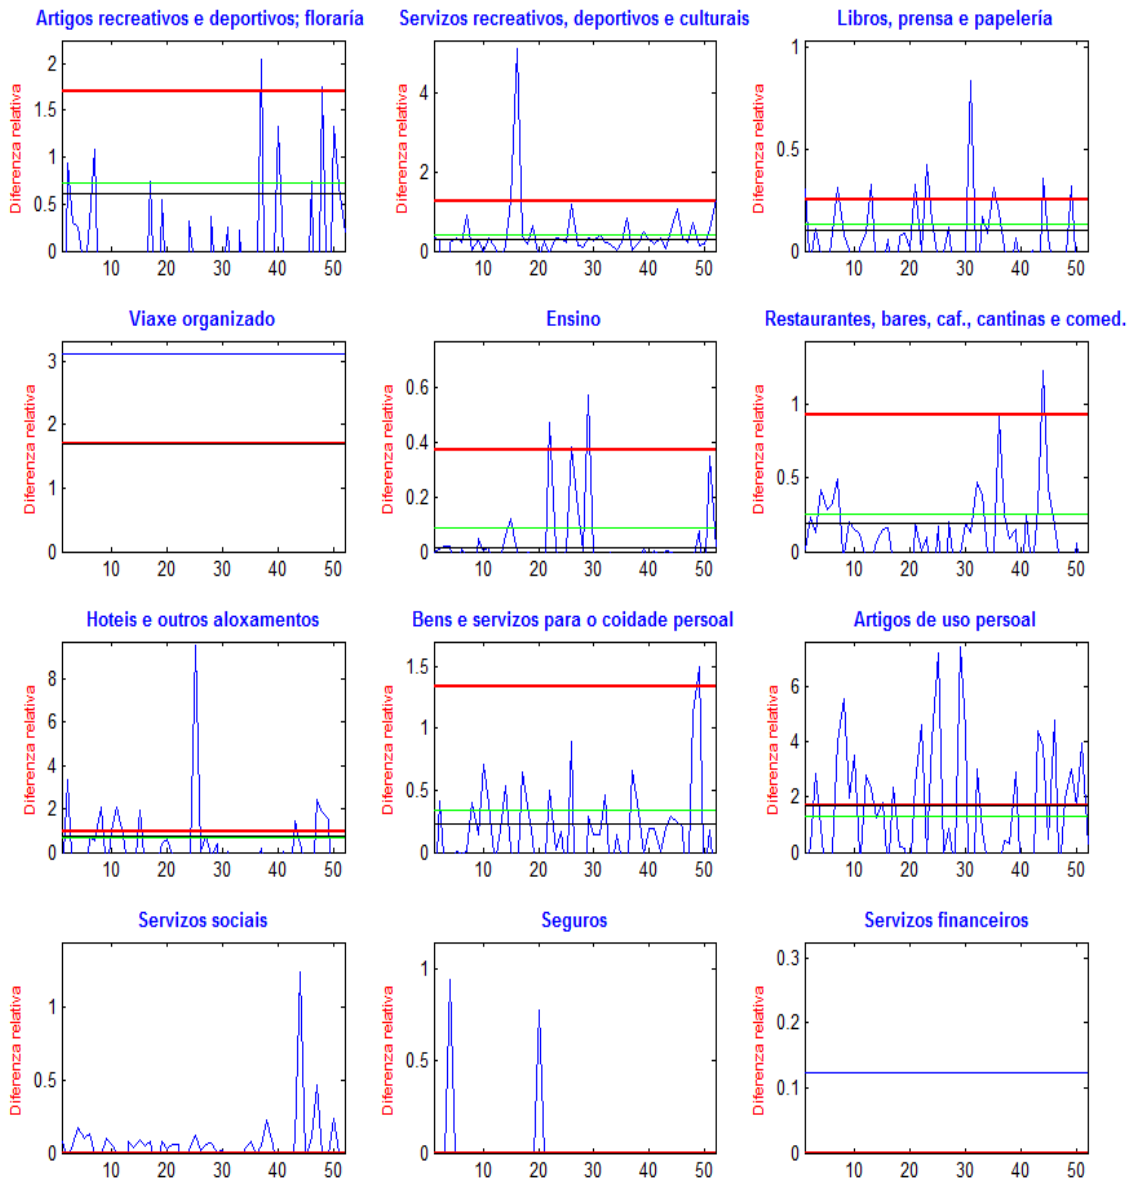 Artigos recreativos e deportivos; floraría
Servizos recreativos, deportivos e culturais
Libros, prensa e papelería
Diferenza relativa
2
1.5
1
0.5
0
10 20 30 40 50
Diferenza relativa
4
2
0
10 20 30 40 50
Diferenza relativa
1
0.5
0
10 20 30 40 50
Viaxe organizado
Ensino
Restaurantes, bares, caf., cantinas e comed.
Diferenza relativa
3
2
1
0
10 20 30 40 50
Diferenza relativa
0.6
0.4
0.2
0
10 20 30 40 50
Diferenza relativa
1
0.5
0
10 20 30 40 50
Hoteis e outros aloxamentos
Bens e servizos para o coidade persoal
Artigos de uso persoal
Diferenza relativa
8
6
4
2
0
10 20 30 40 50
Diferenza relativa
1.5
1
0.5
0
10 20 30 40 50
Diferenza relativa
6
4
2
0
10 20 30 40 50
Servizos sociais
Seguros
Servizos financeiros
Diferenza relativa
1
0.5
0
10 20 30 40 50
Diferenza relativa
1
0.5
0
10 20 30 40 50
Diferenza relativa
0.3
0.2
0.1
0
10 20 30 40 50